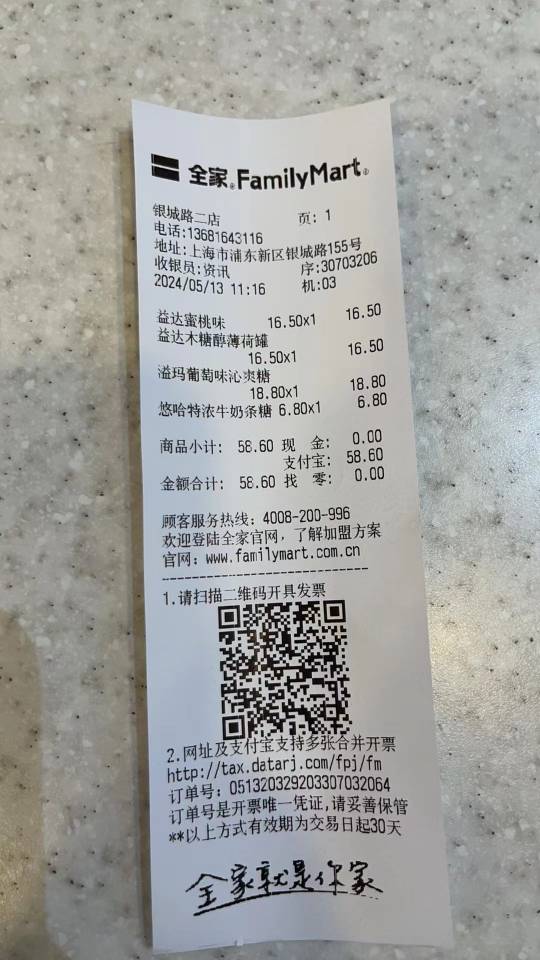 全家 FamilyMart
银城路二店 页: 1
电话:13681643116
地址:上海市浦东新区银城路155号
收银员:资讯 序:30703206
2024/05/13 11:16 机:03
益达蜜桃味 16.50x1 16.50
益达木糖醇薄荷罐
16.50x1 16.50
溢玛葡萄味沁爽糖
18.80x1 18.80
悠哈特浓牛奶条糖 6.80x1 6.80
商品小计: 58.60 现 金: 0.00
支付宝: 58.60
金额合计: 58.60 找 零: 0.00
顾客服务热线: 4008-200-996
欢迎登陆全家官网,了解加盟方案
官网: www.familymart.com.cn
1.请扫描二维码开具发票
2.网址及支付宝支持多张合并开票
http://tax.datarj.com/fpj/fm
订单号: 051320329203307032064
订单号是开票唯一凭证,请妥善保管
**以上方式有效期为交易日起30天
全家就是你家